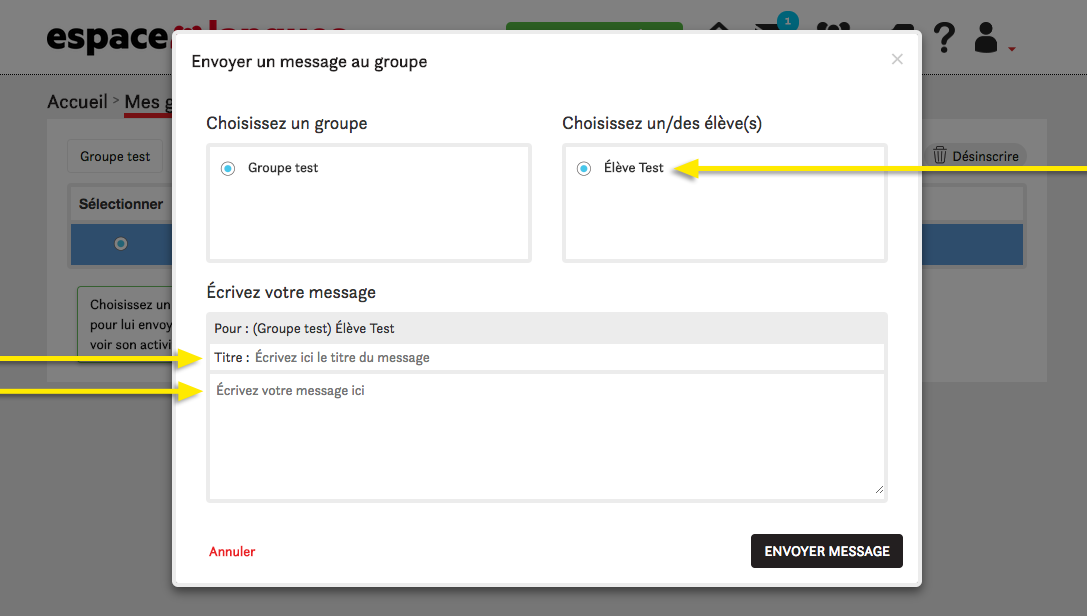 espace langues
1
?
Envoyer un message au groupe
×
Accueil > Mes g
Choisissez un groupe
Choisissez un/des élève(s)
Groupe test
Groupe test
Élève Test
Désinscrire
Sélectionner
Choisissez un
pour lui envoy
voir son activi
Écrivez votre message
Pour : (Groupe test) Élève Test
Titre : Écrivez ici le titre du message
Écrivez votre message ici
Annuler
ENVOYER MESSAGE